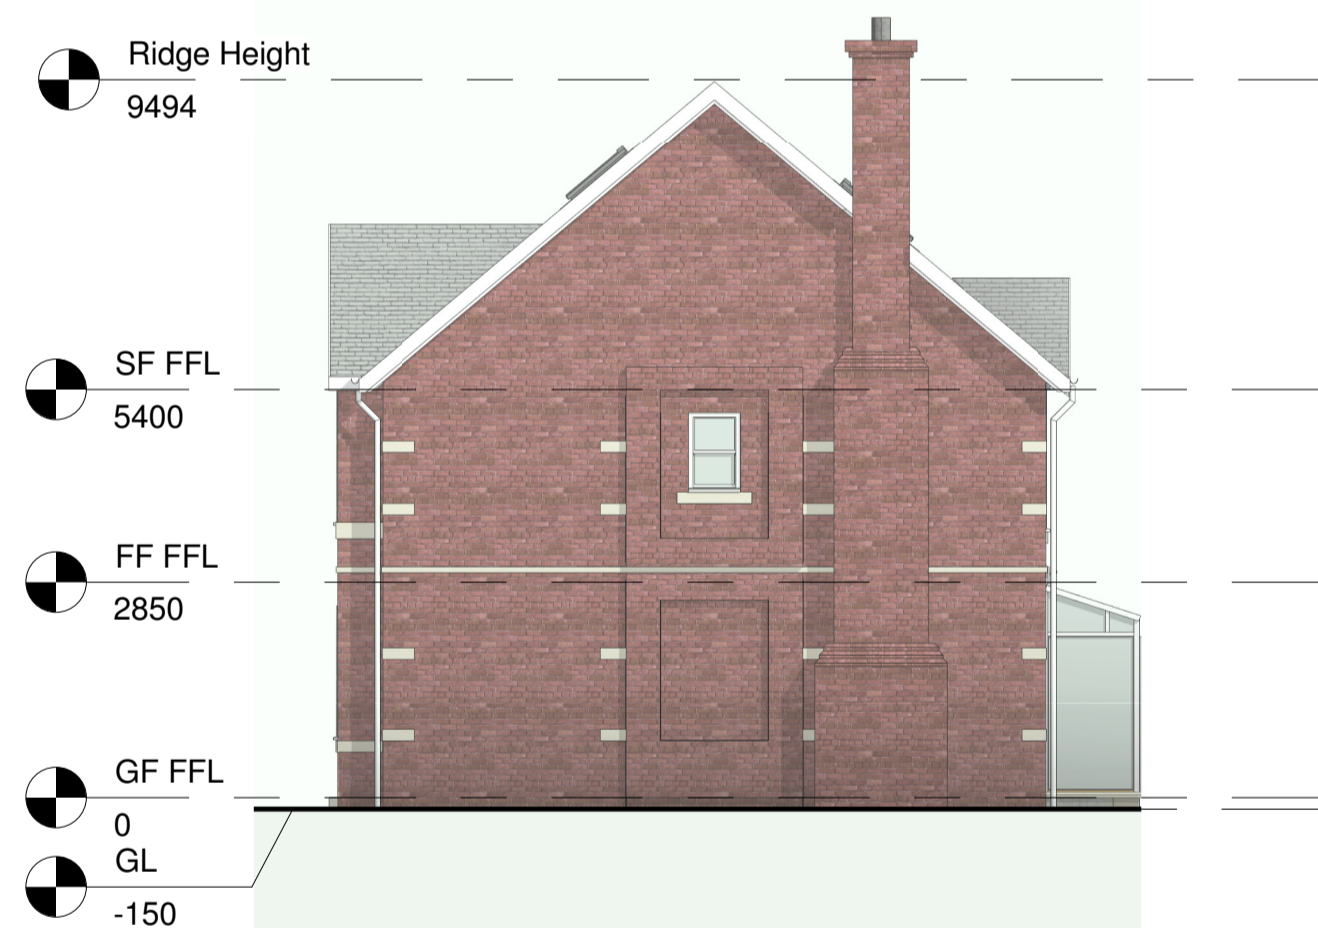 Ridge Height
9494
SF FFL
5400
FF FFL
2850
GF FFL
0
GL
-150